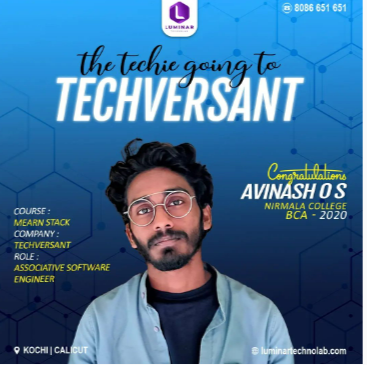 LUMINAR
8086 651 651
the techie going to
TECHVERSANT
Congratulations
AVINASH O S
NIRMALA COLLEGE
BCA - 2020
COURSE :
MEARN STACK
COMPANY :
TECHVERSANT
ROLE :
ASSOCIATIVE SOFTWARE
ENGINEER
KOCHI | CALICUT
luminartechnolab.com